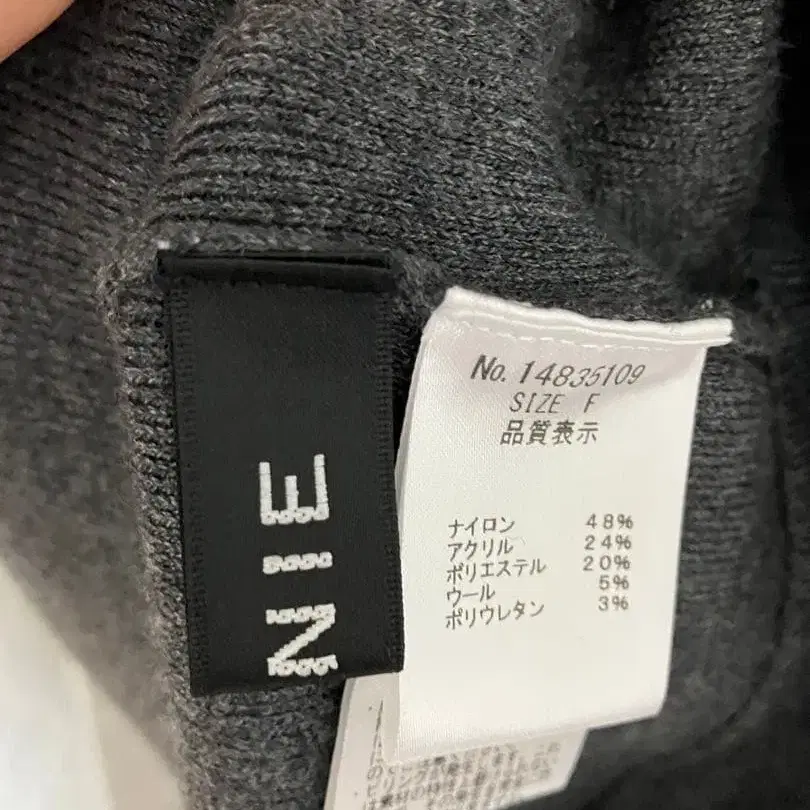 NIE
No. 14835109
SIZE F
品質表示
ナイロン 48%
アクリル 24%
ポリエステル 20%
ウール 5%
ポリウレタン 3%